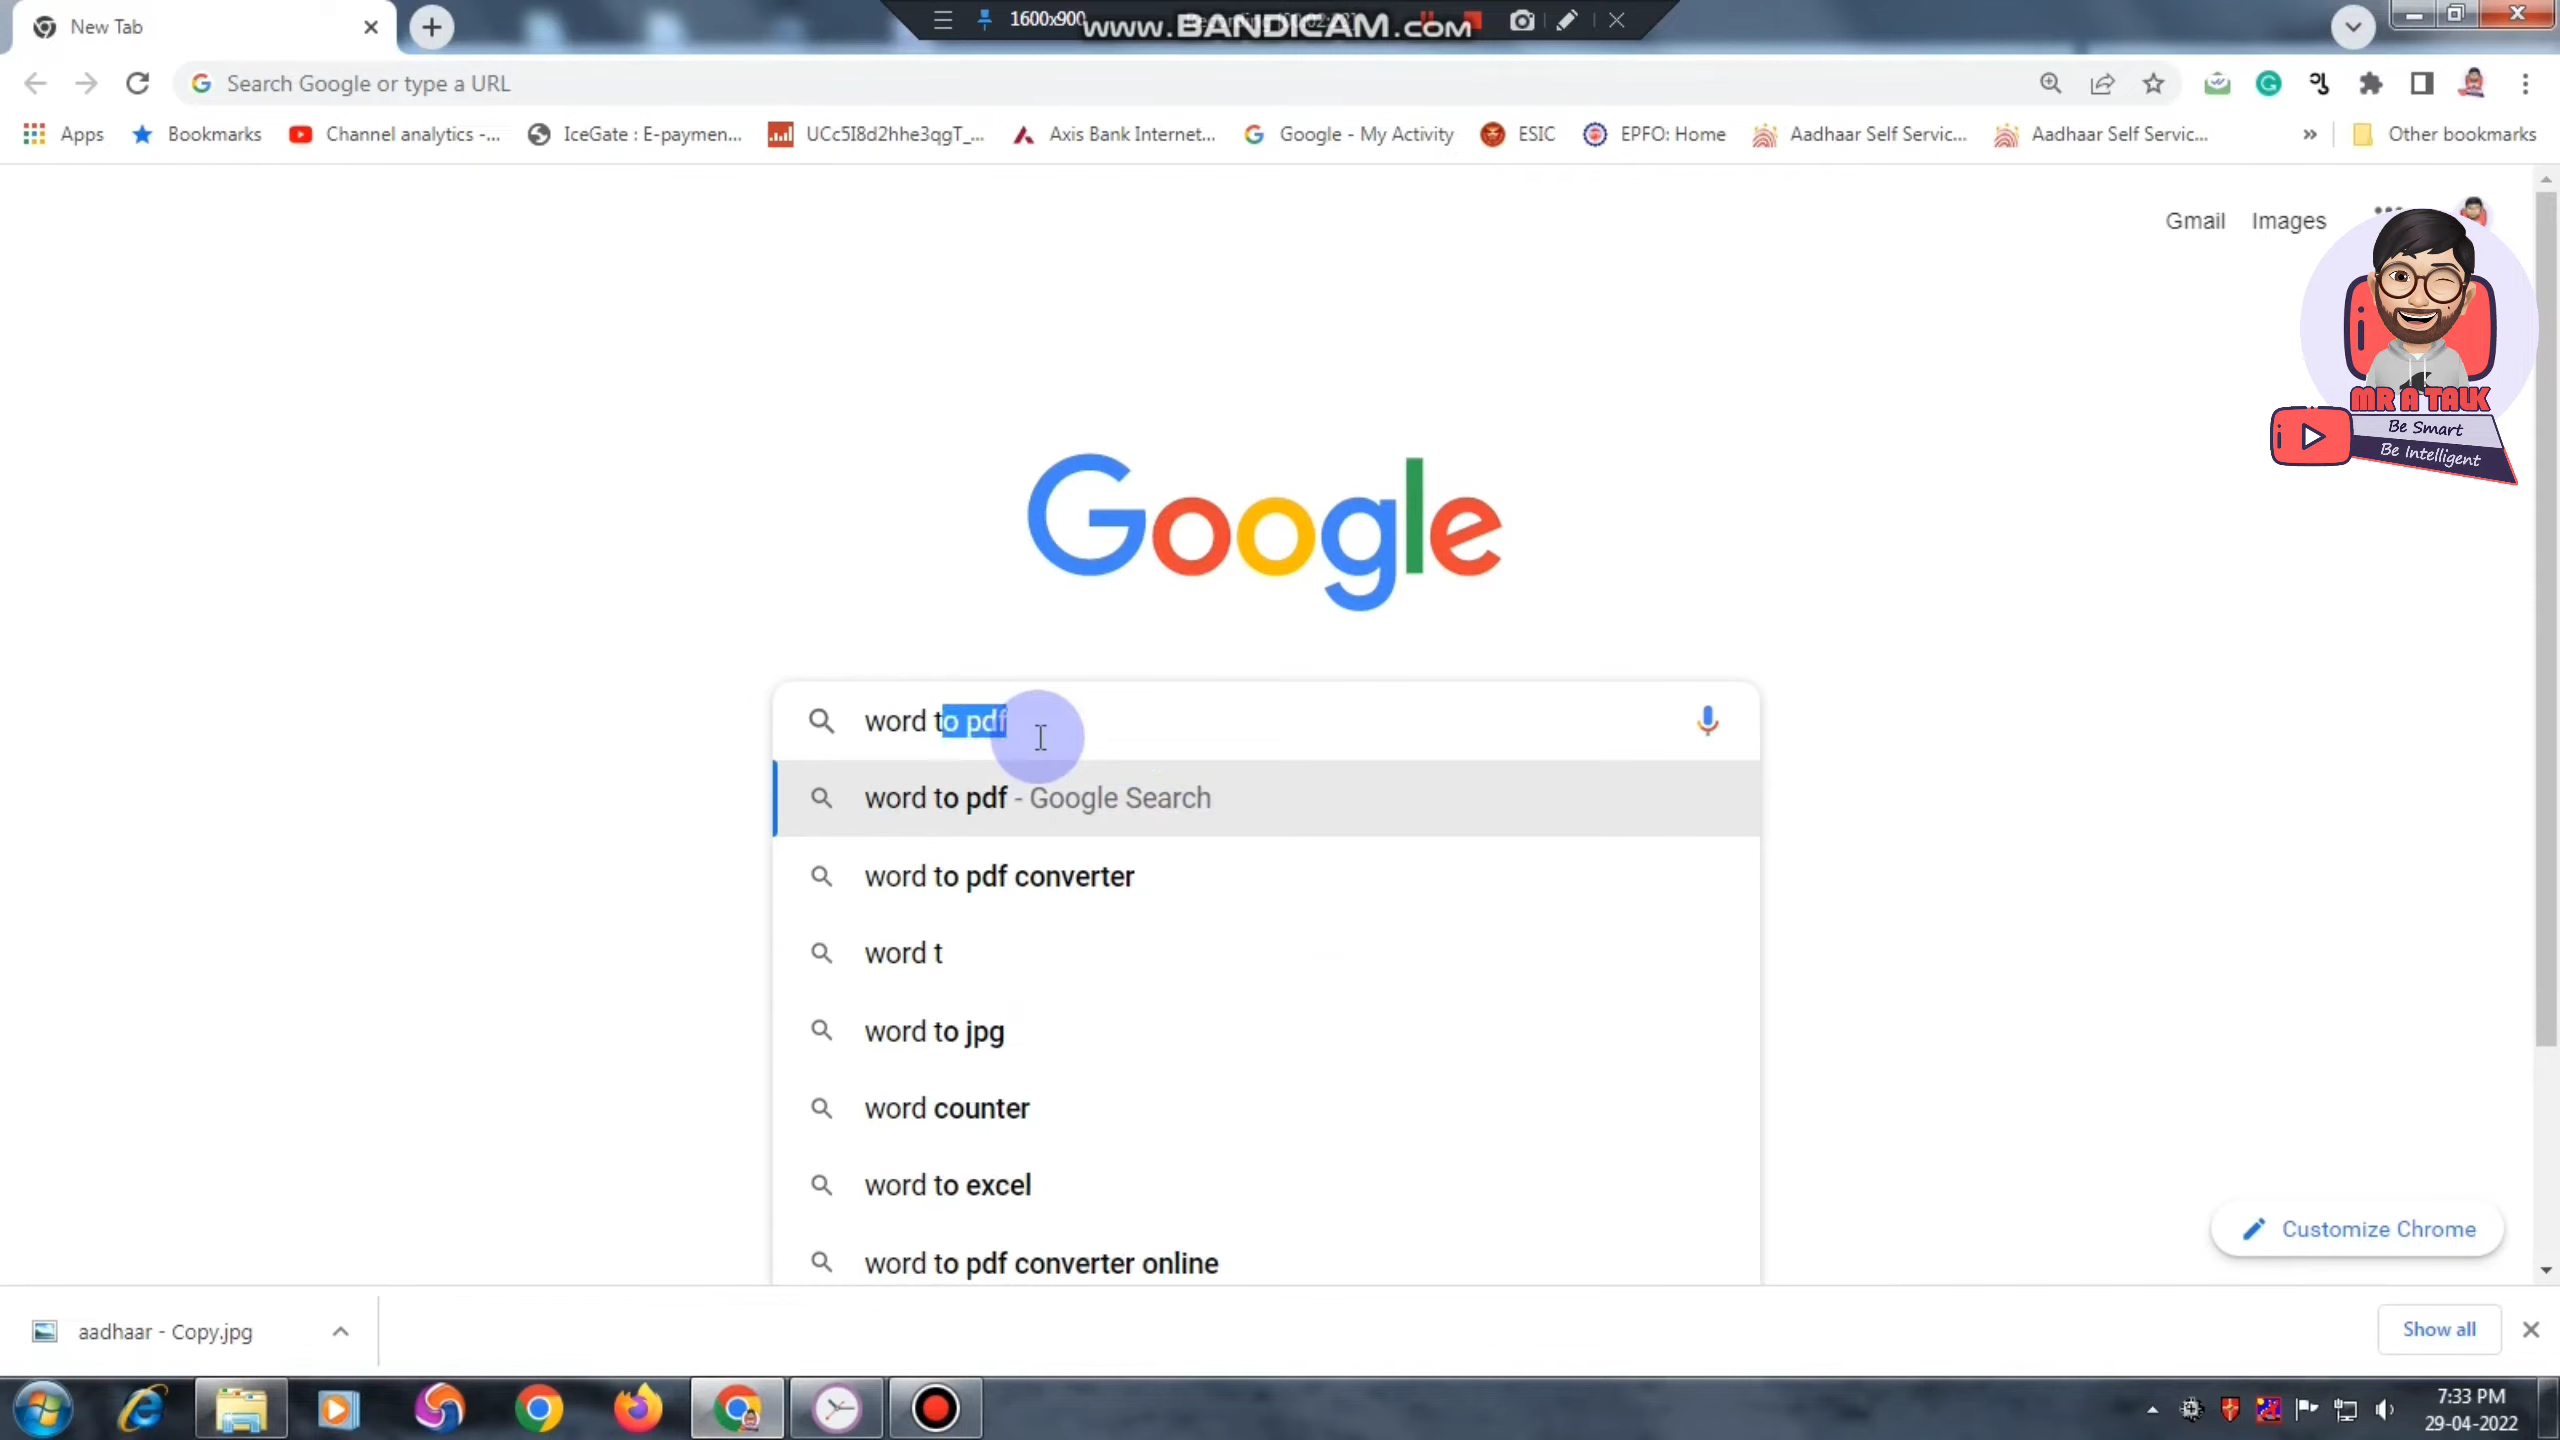 New Tab
1600x900
www.BANDICAM.COM
Search Google or type a URL
Apps
Bookmarks
Channel analytics -...
IceGate : E-paymen...
UCc5I8d2hhe3qgT_...
Axis Bank Internet...
Google - My Activity
ESIC
EPFO: Home
Aadhaar Self Servic...
Aadhaar Self Servic...
»
Other bookmarks
Gmail
Images
MR A TALK
Be Smart
Be Intelligent
Google
word to pdf
word to pdf - Google Search
word to pdf converter
word t
word to jpg
word counter
word to excel
word to pdf converter online
Customize Chrome
aadhaar - Copy.jpg
Show all
7:33 PM
29-04-2022